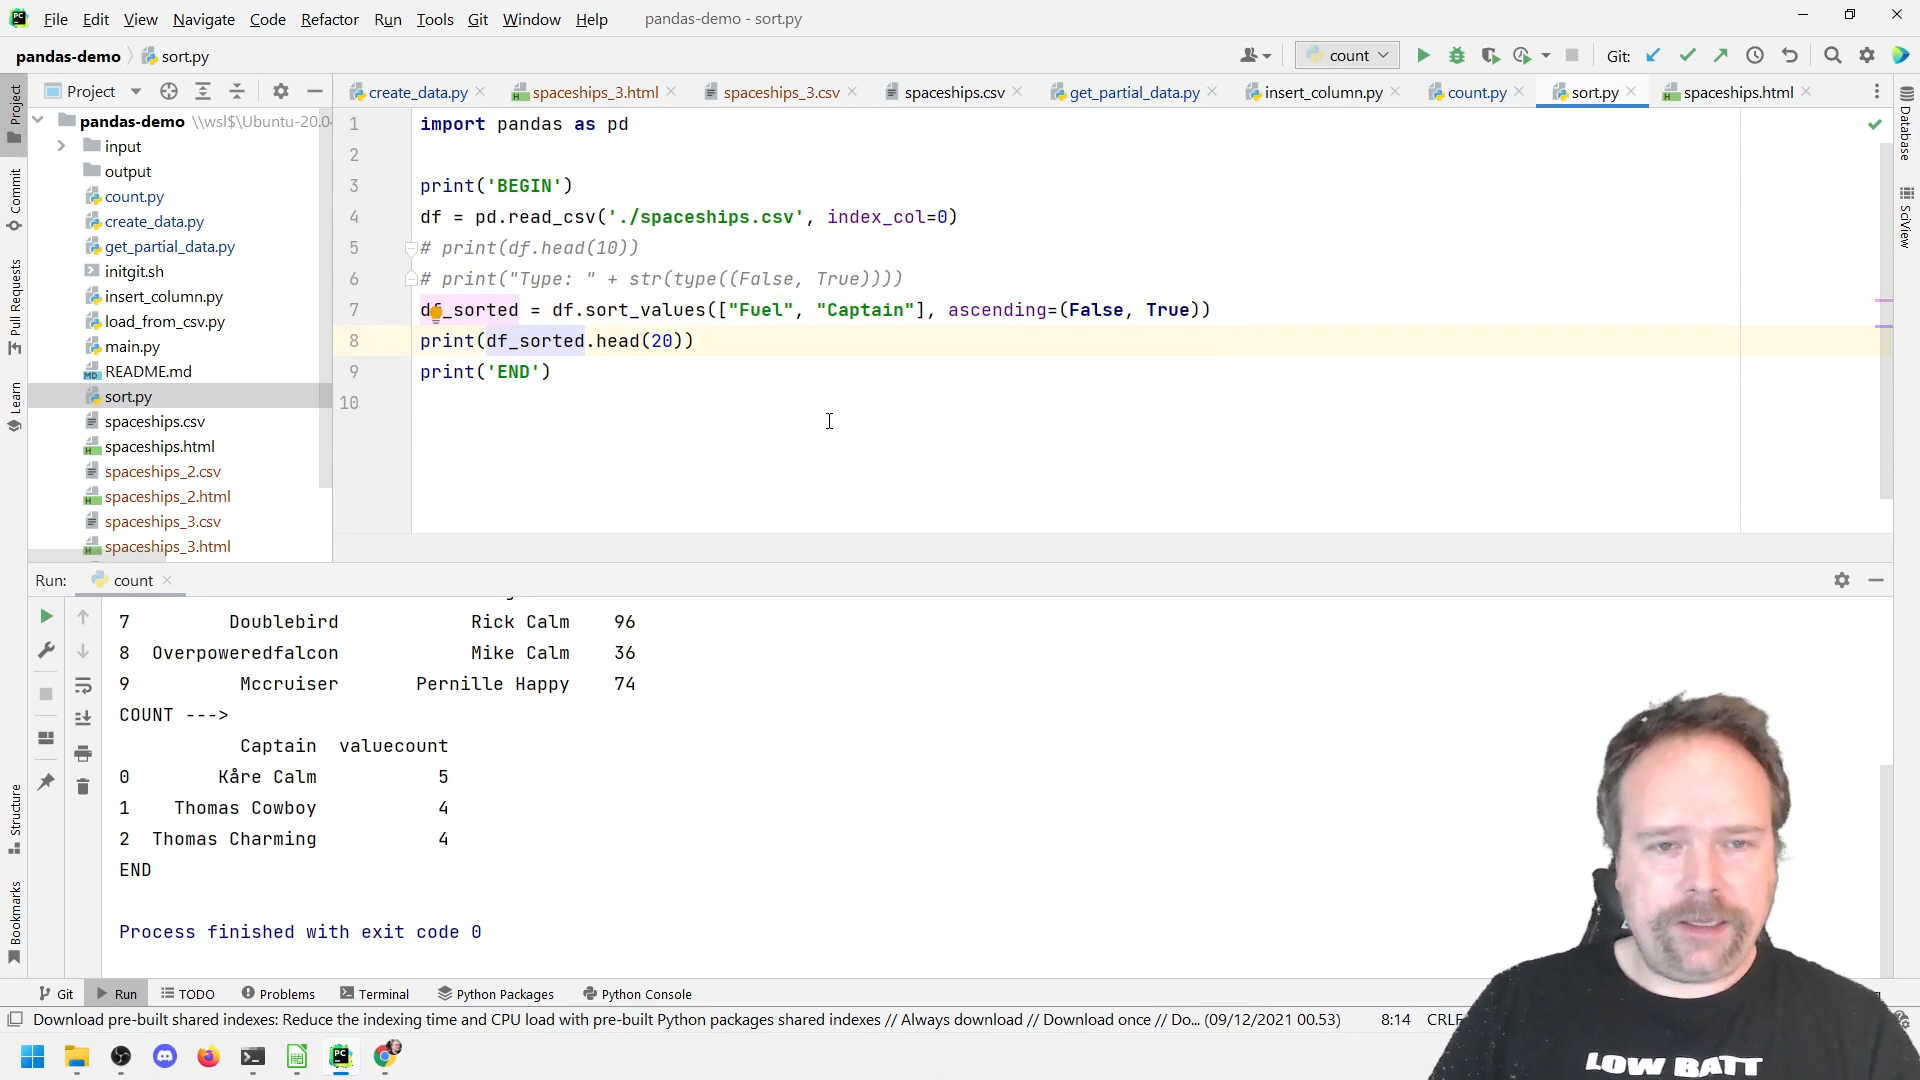 File Edit View Navigate Code Refactor Run Tools Git Window Help pandas-demo - sort.py
pandas-demo sort.py count Git:
Project create_data.py spaceships_3.html spaceships_3.csv spaceships.csv get_partial_data.py insert_column.py count.py sort.py spaceships.html
pandas-demo \\wsl$\Ubuntu-20.0
input
output
count.py
create_data.py
get_partial_data.py
initgit.sh
insert_column.py
load_from_csv.py
main.py
README.md
sort.py
spaceships.csv
spaceships.html
spaceships_2.csv
spaceships_2.html
spaceships_3.csv
spaceships_3.html
1 import pandas as pd
2
3 print('BEGIN')
4 df = pd.read_csv('./spaceships.csv', index_col=0)
5 # print(df.head(10))
6 # print("Type: " + str(type((False, True))))
7 df_sorted = df.sort_values(["Fuel", "Captain"], ascending=(False, True))
8 print(df_sorted.head(20))
9 print('END')
10
Project
Commit
Pull Requests
Learn
Structure
Bookmarks
Database
SciView
Run: count
7 Doublebird Rick Calm 96
8 Overpoweredfalcon Mike Calm 36
9 Mccruiser Pernille Happy 74
COUNT --->
Captain valuecount
0 Kåre Calm 5
1 Thomas Cowboy 4
2 Thomas Charming 4
END
Process finished with exit code 0
Git Run TODO Problems Terminal Python Packages Python Console
Download pre-built shared indexes: Reduce the indexing time and CPU load with pre-built Python packages shared indexes // Always download // Download once // Do... (09/12/2021 00.53) 8:14 CRLF
LOW BATT